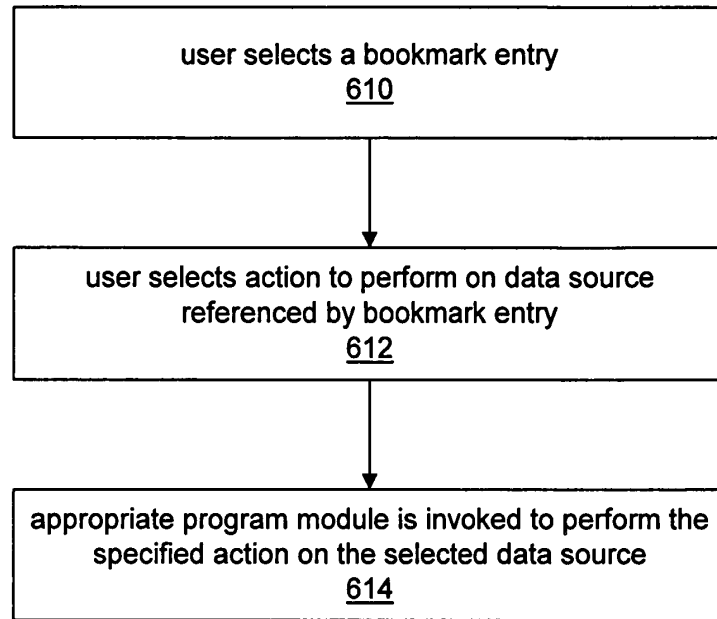 user selects a bookmark entry
610
user selects action to perform on data source
referenced by bookmark entry
612
appropriate program module is invoked to perform the
specified action on the selected data source
614